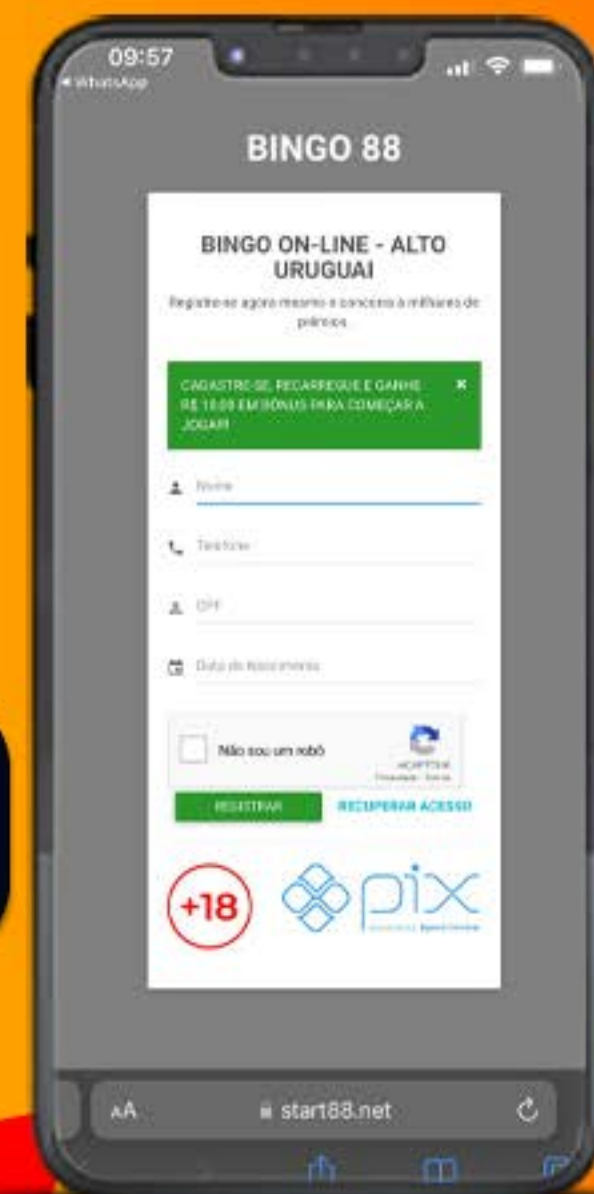 09:57
WhatsApp
BINGO 88
BINGO ON-LINE - ALTO
URUGUAI
Registre-se agora mesmo e concorra à milhares de
prêmios
CADASTRE-SE, RECARREGUE E GANHE
R$ 10,00 EM BÔNUS PARA COMEÇAR A
JOGAR!
Nome
Telefone
CPF
Data de Nascimento
Não sou um robô
reCAPTCHA
REGISTRAR
RECUPERAR ACESSO
+18
pix
AA
start88.net